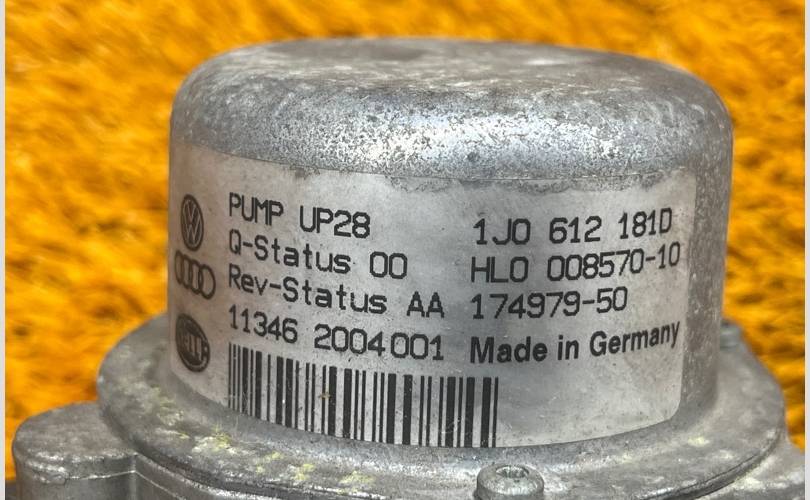 PUMP UP28
Q-Status 00
Rev-Status AA
11346 2004001
1J0 612 181D
HLO 008570-10
174979-50
Made in Germany